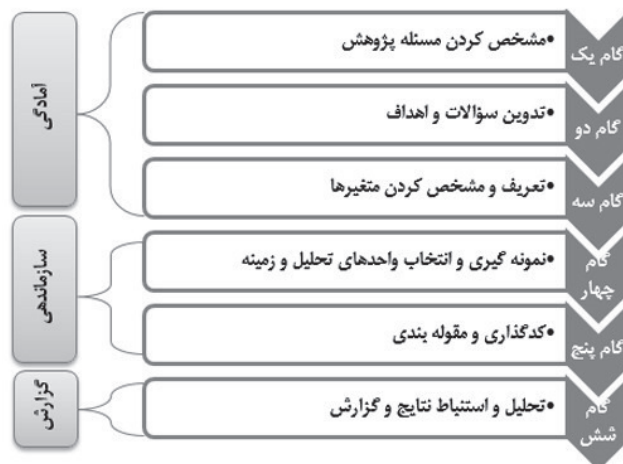 گام یک
•مشخص کردن مسئله پژوهش
گام دو
•تدوین سؤالات و اهداف
گام سه
•تعریف و مشخص کردن متغیرها
آمادگی
گام
چهار
•نمونه گیری و انتخاب واحدهای تحلیل و زمینه
گام پنج
•کدگذاری و مقوله بندی
سازماندهی
گام
شش
•تحلیل و استنباط نتایج و گزارش
گزارش